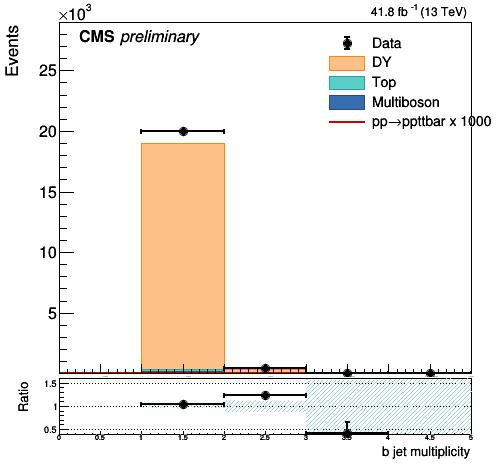 ×10³
41.8 fb⁻¹ (13 TeV)
CMS preliminary
Events
25
20
15
10
5
Data
DY
Top
Multiboson
pp→ppttbar x 1000
Ratio
1.5
1
0.5
0 0.5 1 1.5 2 2.5 3 3.5 4 4.5 5
b jet multiplicity